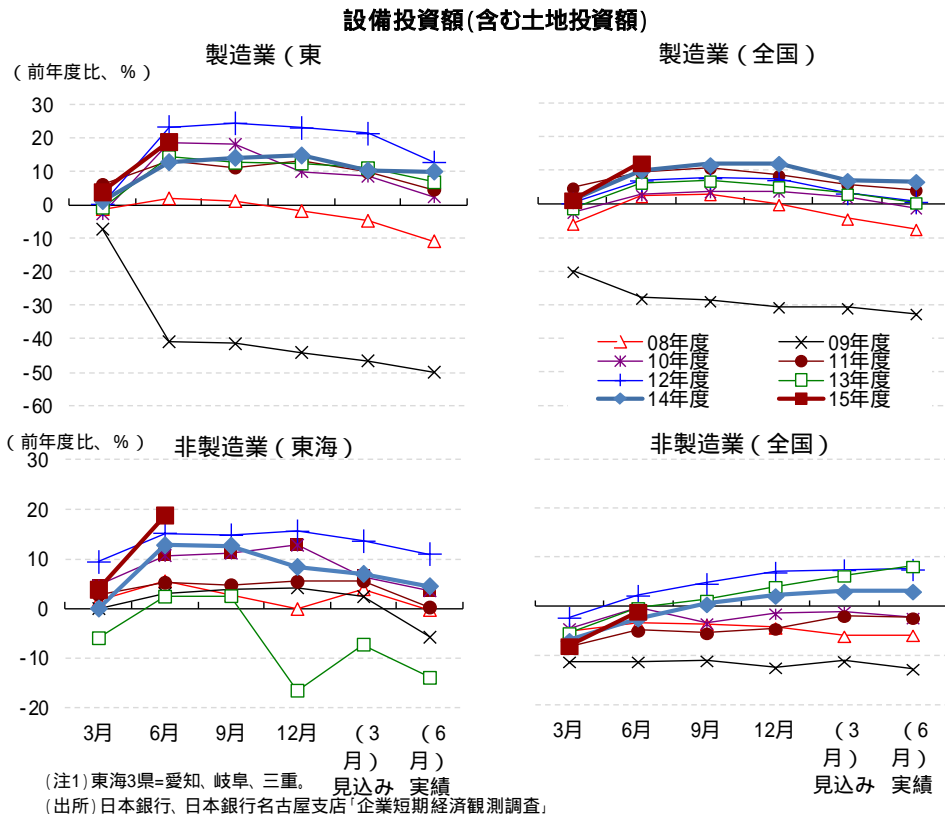 設備投資額(含む土地投資額)
製造業(東
製造業(全国)
(前年度比、%)
30
20
10
0
-10
-20
-30
-40
-50
-60
08年度
09年度
10年度
11年度
12年度
13年度
14年度
15年度
(前年度比、%)
非製造業(東海)
非製造業(全国)
30
20
10
0
-10
-20
3月 6月 9月 12月 (3月)見込み (6月)実績
3月 6月 9月 12月 (3月)見込み (6月)実績
(注1)東海3県=愛知、岐阜、三重。
(出所)日本銀行、日本銀行名古屋支店「企業短期経済観測調査」